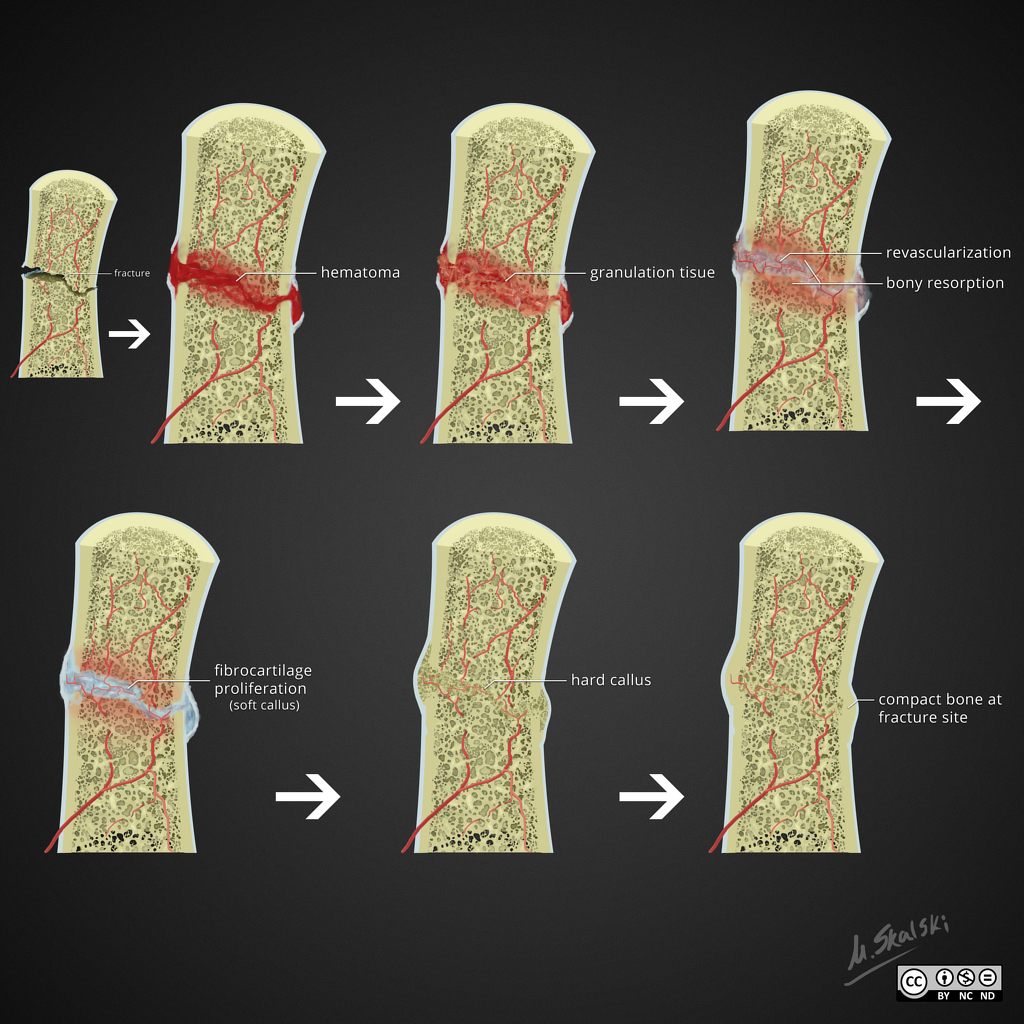 fracture
hematoma
granulation tisue
revascularization
bony resorption
fibrocartilage
proliferation
(soft callus)
hard callus
compact bone at
fracture site
M. Skalski
cc
BY NC ND